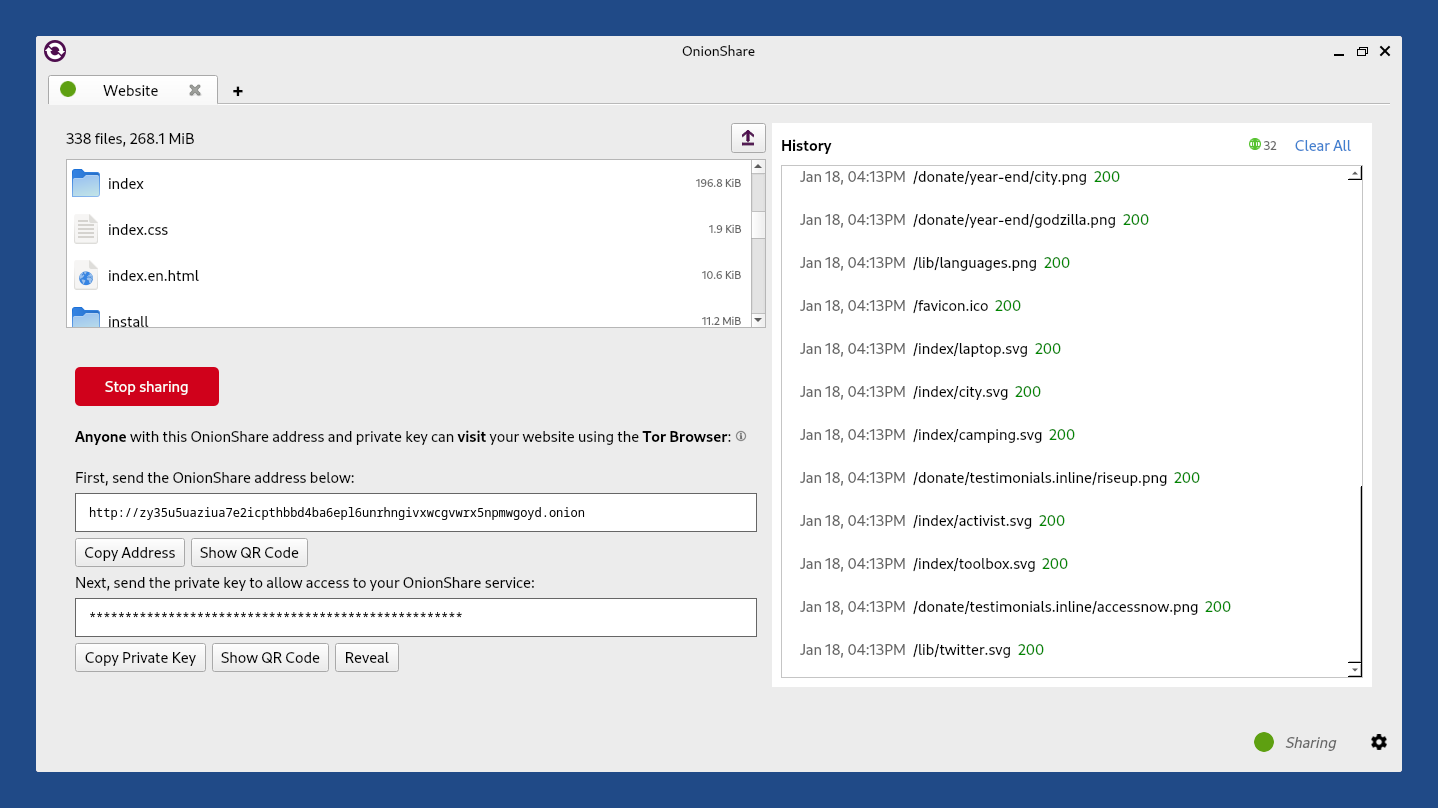 OnionShare
Website
338 files, 268.1 MiB
index 196.8 KiB
index.css 1.9 KiB
index.en.html 10.6 KiB
install 11.2 MiB
Stop sharing
Anyone with this OnionShare address and private key can visit your website using the Tor Browser:
First, send the OnionShare address below:
http://zy35u5uaziua7e2icpthbbd4ba6epl6unrhngivxwcgvwrx5npmwgoyd.onion
Copy Address Show QR Code
Next, send the private key to allow access to your OnionShare service:
****************************************************
Copy Private Key Show QR Code Reveal
History 32 Clear All
Jan 18, 04:13PM /donate/year-end/city.png 200
Jan 18, 04:13PM /donate/year-end/godzilla.png 200
Jan 18, 04:13PM /lib/languages.png 200
Jan 18, 04:13PM /favicon.ico 200
Jan 18, 04:13PM /index/laptop.svg 200
Jan 18, 04:13PM /index/city.svg 200
Jan 18, 04:13PM /index/camping.svg 200
Jan 18, 04:13PM /donate/testimonials.inline/riseup.png 200
Jan 18, 04:13PM /index/activist.svg 200
Jan 18, 04:13PM /index/toolbox.svg 200
Jan 18, 04:13PM /donate/testimonials.inline/accessnow.png 200
Jan 18, 04:13PM /lib/twitter.svg 200
Sharing